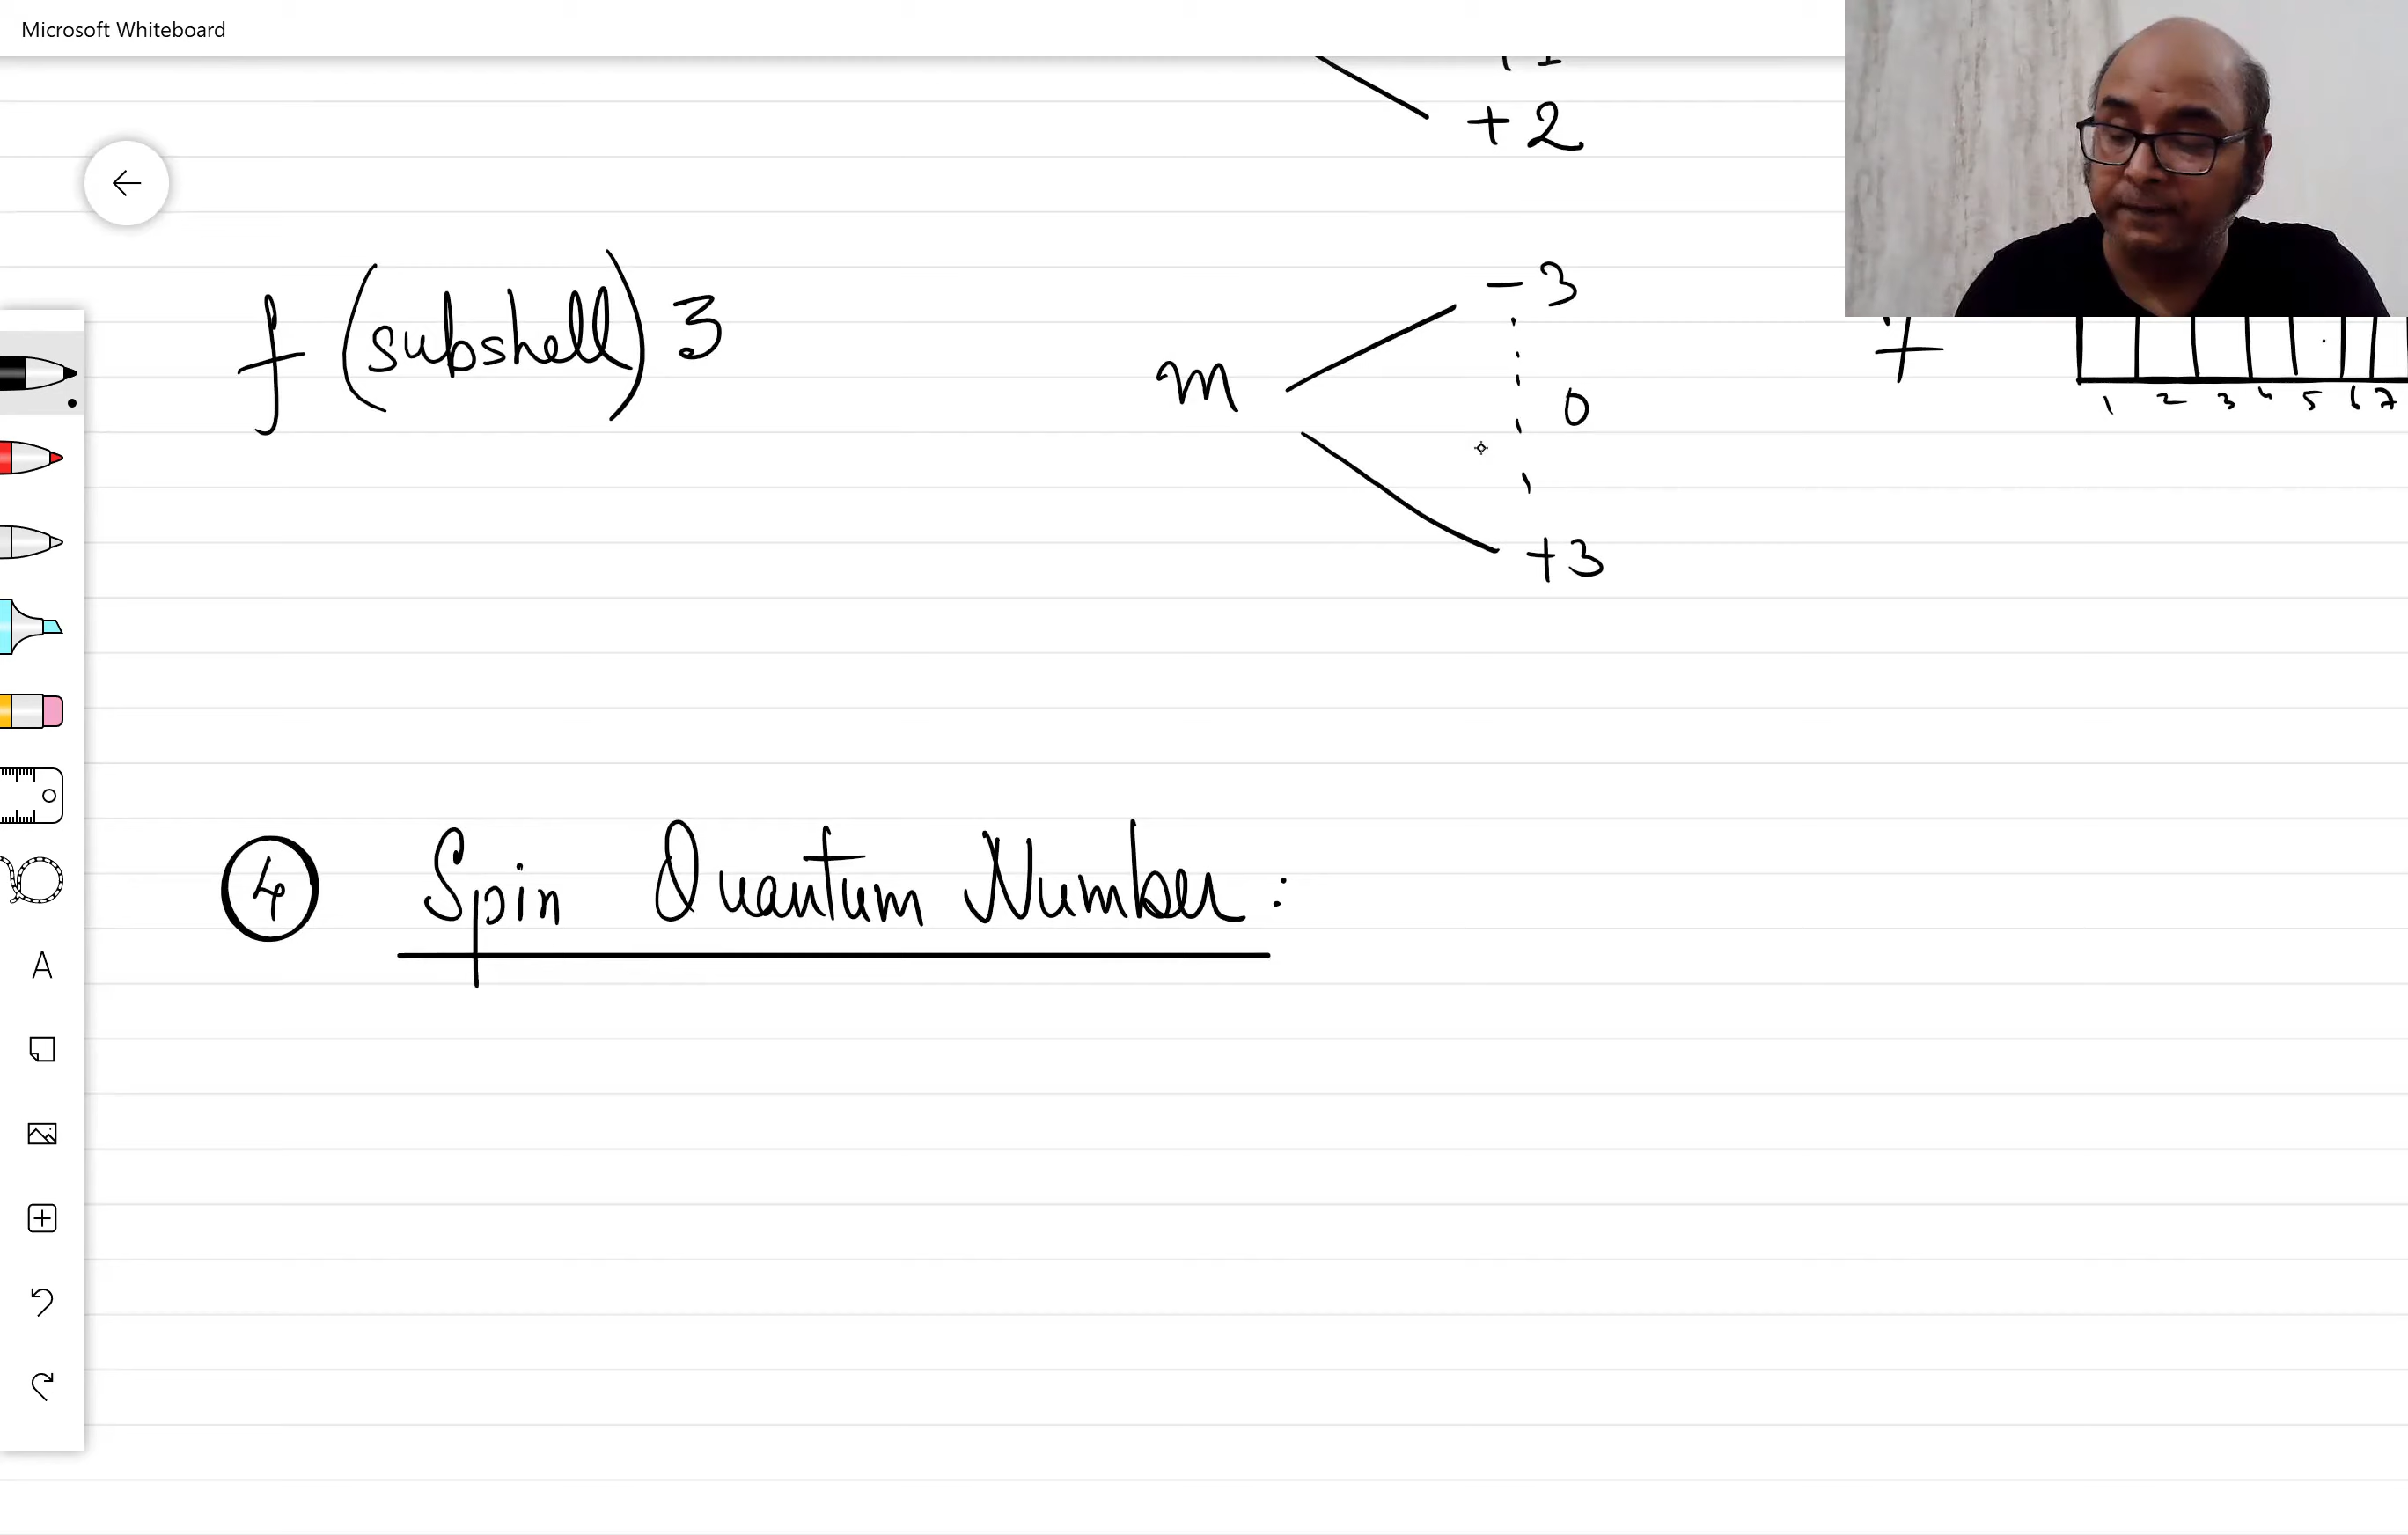 Microsoft Whiteboard
+1
+2
f (subshell) 3
m
-3
0
+3
f
1 2 3 4 5 6 7
④ Spin Quantum Number:
A